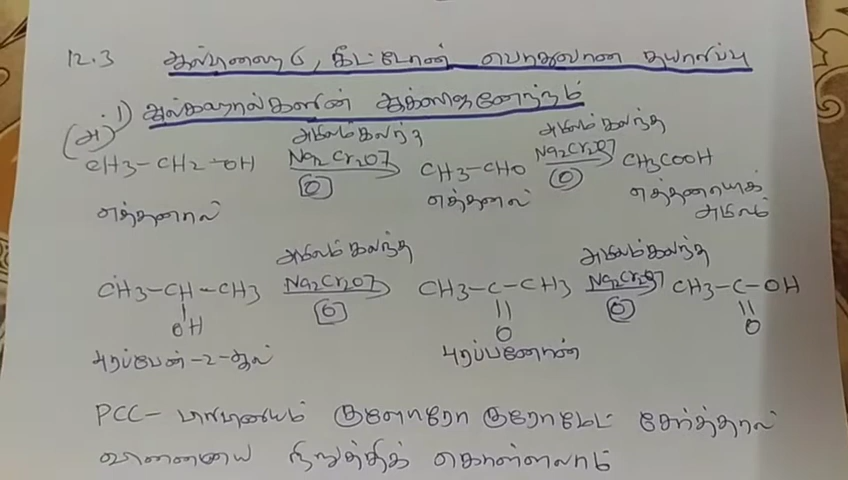 12.3 ஆல்டிஹைடு, கீட்டோன் பொதுவான தயாரிப்பு
(அ) 1) ஆல்கஹால்களின் ஆக்ஸிஜனேற்றம்
அமிலம் கலந்த அமிலம் கலந்த
CH3-CH2-OH Na2Cr2O7 (O) CH3-CHO Na2Cr2O7 (O) CH3COOH
எத்தனால் எத்தனல் எத்தனாயிக் அமிலம்
அமிலம் கலந்த அமிலம் கலந்த
CH3-CH-CH3 Na2Cr2O7 (O) CH3-C-CH3 Na2Cr2O7 (O) CH3-C-OH
OH O O
புரப்பேன்-2-ஆல் புரப்பனோன்
PCC- குளோரோ குரோமேட் சேர்த்தால்
வினையை நிறுத்திக் கொள்ளலாம்